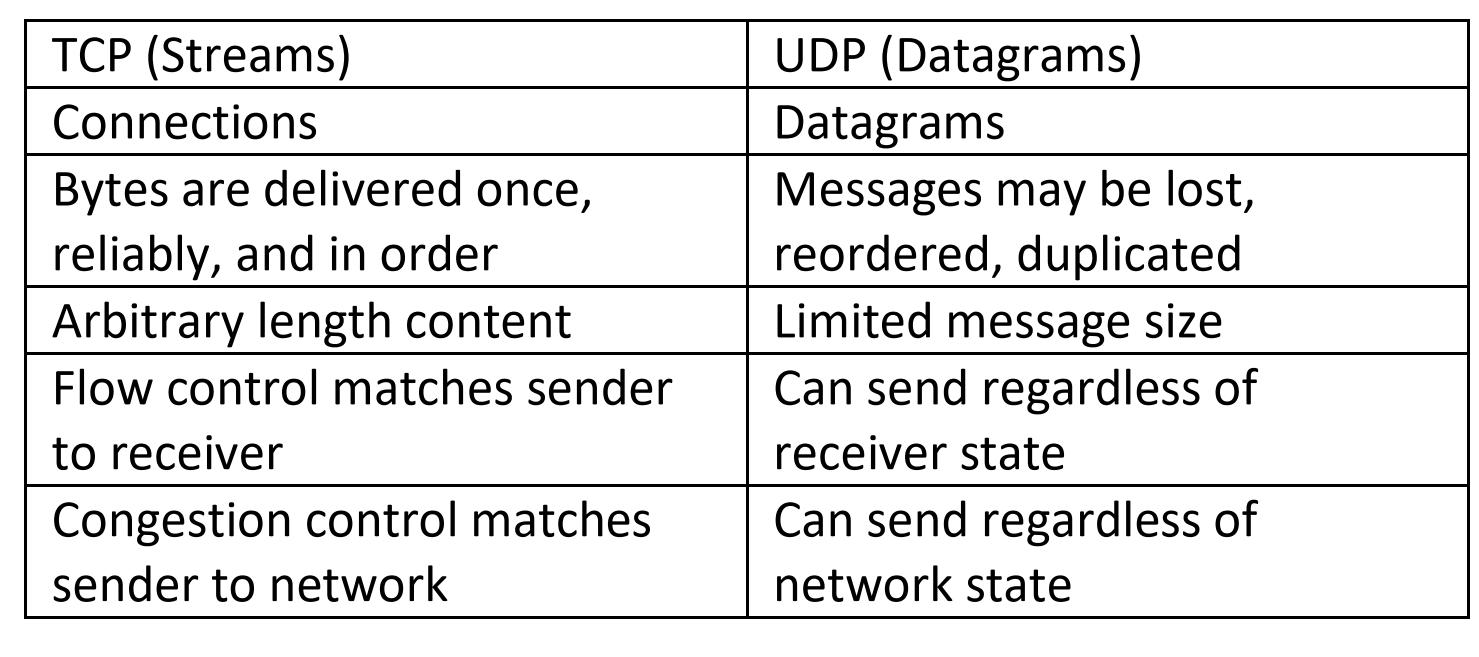 TCP (Streams)
UDP (Datagrams)
Connections
Datagrams
Bytes are delivered once,
reliably, and in order
Messages may be lost,
reordered, duplicated
Arbitrary length content
Limited message size
Flow control matches sender
to receiver
Can send regardless of
receiver state
Congestion control matches
sender to network
Can send regardless of
network state